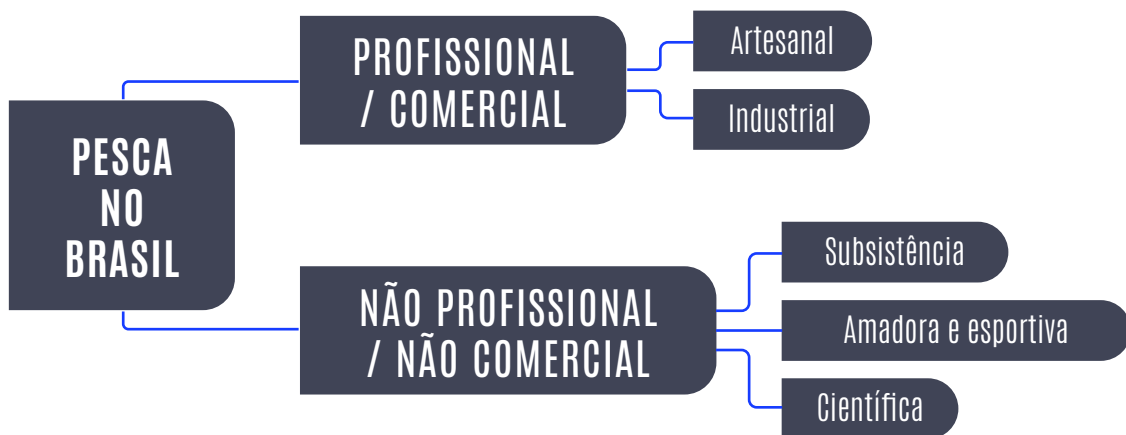 PESCA
NO
BRASIL
PROFISSIONAL
/ COMERCIAL
Artesanal
Industrial
NÃO PROFISSIONAL
/ NÃO COMERCIAL
Subsistência
Amadora e esportiva
Científica